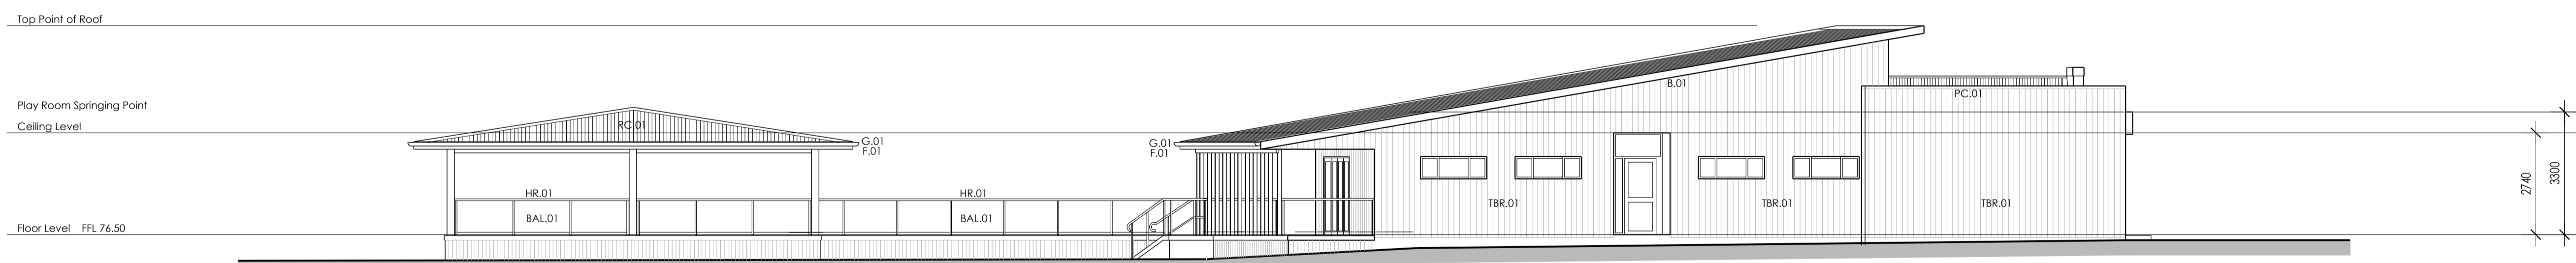 Top Point of Roof
B.01
PC.01
Play Room Springing Point
Ceiling Level
RC.01
G.01
F.01
G.01
F.01
HR.01
HR.01
BAL.01
BAL.01
TBR.01
TBR.01
TBR.01
2740
3300
Floor Level FFL 76.50